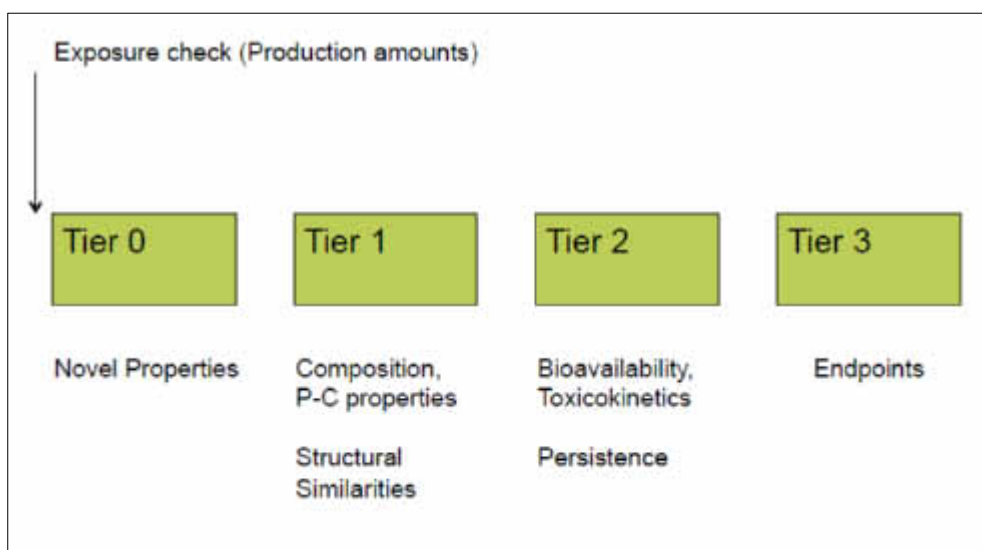 Exposure check (Production amounts)
Tier 0
Tier 1
Tier 2
Tier 3
Novel Properties
Composition,
P-C properties
Structural
Similarities
Bioavailability,
Toxicokinetics
Persistence
Endpoints